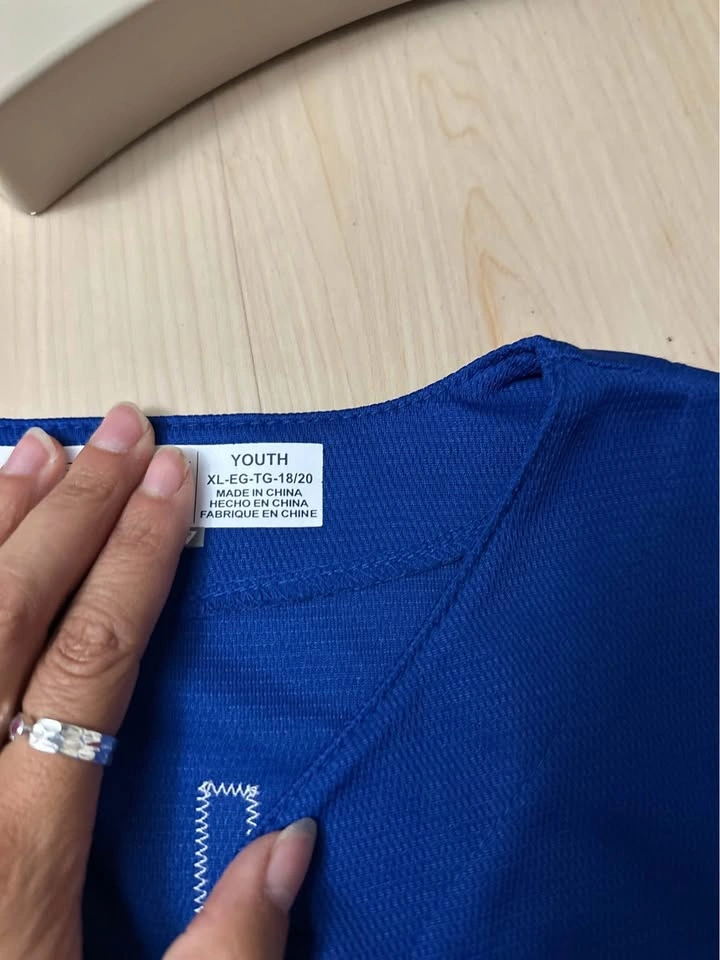 YOUTH
XL-EG-TG-18/20
MADE IN CHINA
HECHO EN CHINA
FABRIQUE EN CHINE